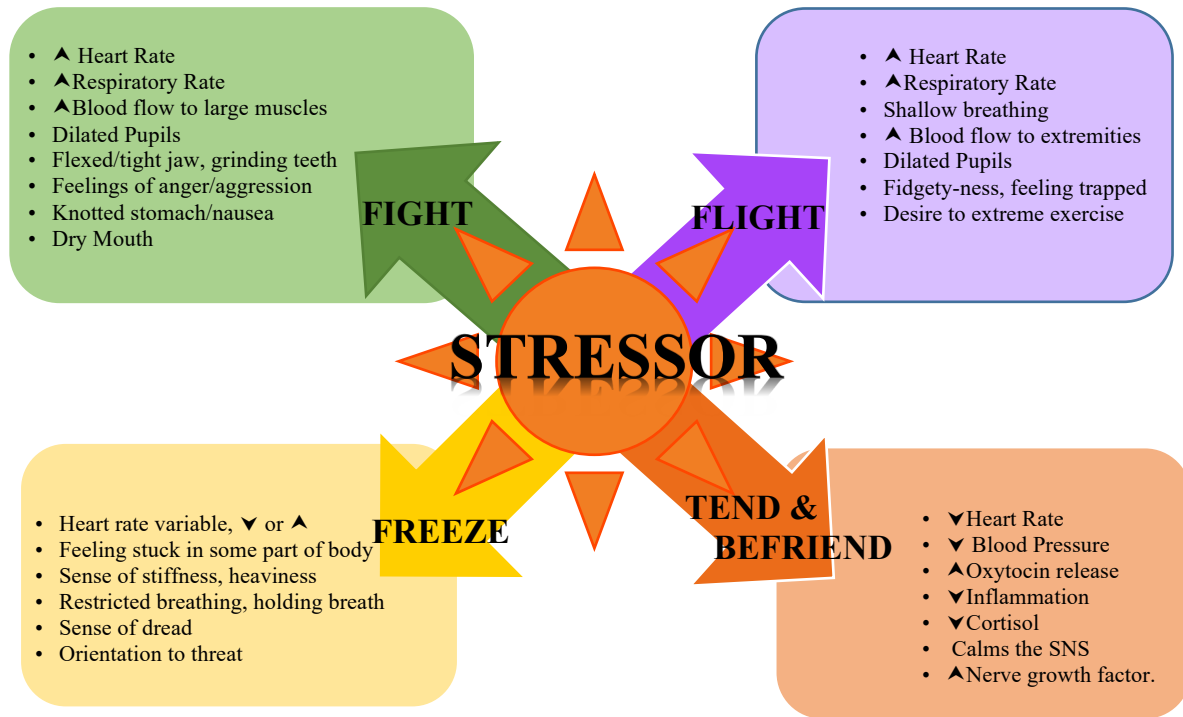 • ⮝ Heart Rate
• ⮝Respiratory Rate
• ⮝Blood flow to large muscles
• Dilated Pupils
• Flexed/tight jaw, grinding teeth
• Feelings of anger/aggression
• Knotted stomach/nausea
• Dry Mouth
FIGHT
• ⮝ Heart Rate
• ⮝Respiratory Rate
• Shallow breathing
• ⮝ Blood flow to extremities
• Dilated Pupils
• Fidgety-ness, feeling trapped
• Desire to extreme exercise
FLIGHT
STRESSOR
• Heart rate variable, ⮟ or ⮝
• Feeling stuck in some part of body
• Sense of stiffness, heaviness
• Restricted breathing, holding breath
• Sense of dread
• Orientation to threat
FREEZE
TEND &
BEFRIEND
• ⮟Heart Rate
• ⮟ Blood Pressure
• ⮝Oxytocin release
• ⮟Inflammation
• ⮟Cortisol
• Calms the SNS
• ⮝Nerve growth factor.